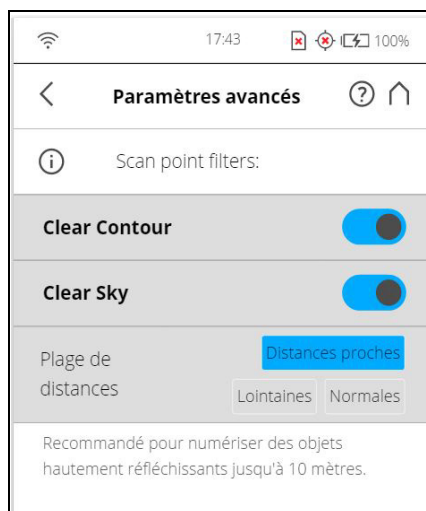 17:43 100%
Paramètres avancés
Scan point filters:
Clear Contour
Clear Sky
Plage de
distances
Distances proches
Lointaines Normales
Recommandé pour numériser des objets
hautement réfléchissants jusqu'à 10 mètres.